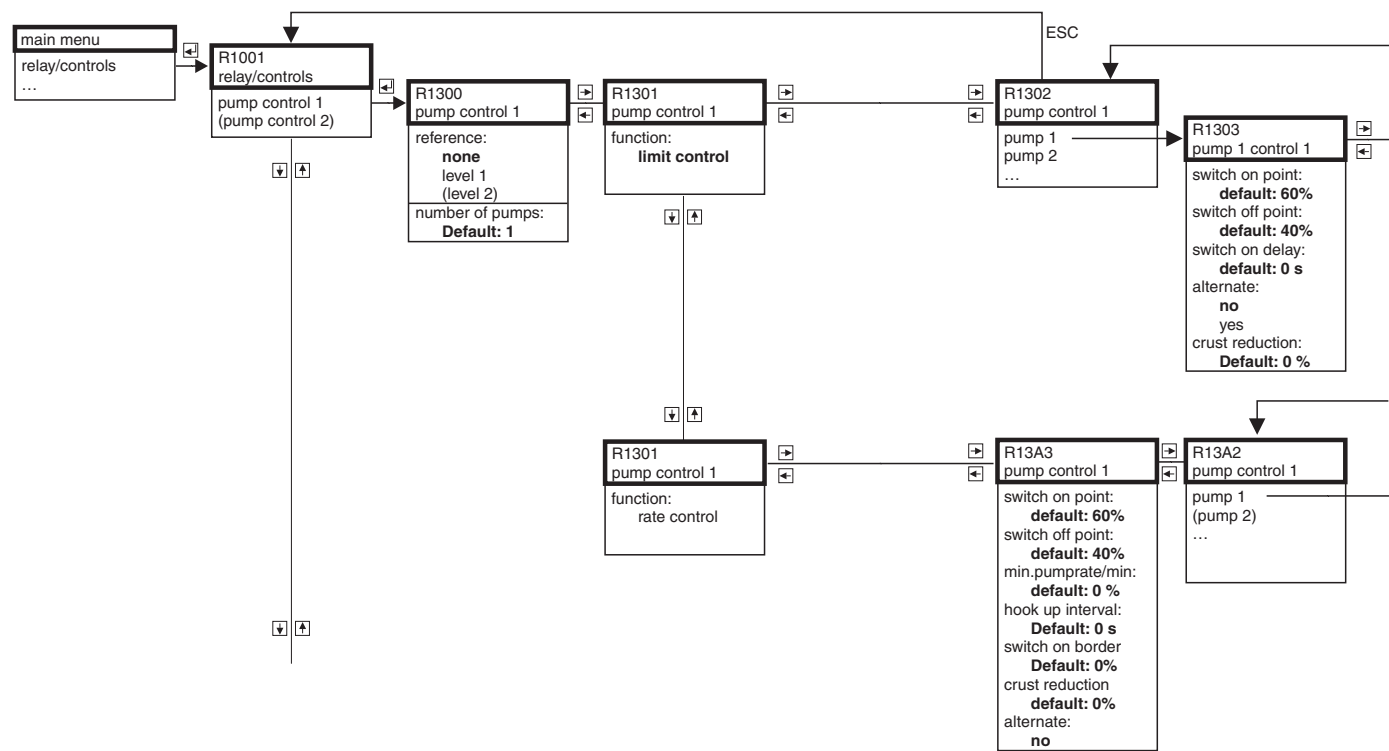 ESC
main menu
relay/controls
…
R1001
relay/controls
pump control 1
(pump control 2)
R1300
pump control 1
reference:
none
level 1
(level 2)
number of pumps:
Default: 1
R1301
pump control 1
function:
limit control
R1302
pump control 1
pump 1
pump 2
…
R1303
pump 1 control 1
switch on point:
default: 60%
switch off point:
default: 40%
switch on delay:
default: 0 s
alternate:
no
yes
crust reduction:
Default: 0 %
R1301
pump control 1
function:
rate control
R13A3
pump control 1
switch on point:
default: 60%
switch off point:
default: 40%
min.pumprate/min:
default: 0 %
hook up interval:
Default: 0 s
switch on border
Default: 0%
crust reduction
default: 0%
alternate:
no
R13A2
pump control 1
pump 1
(pump 2)
…